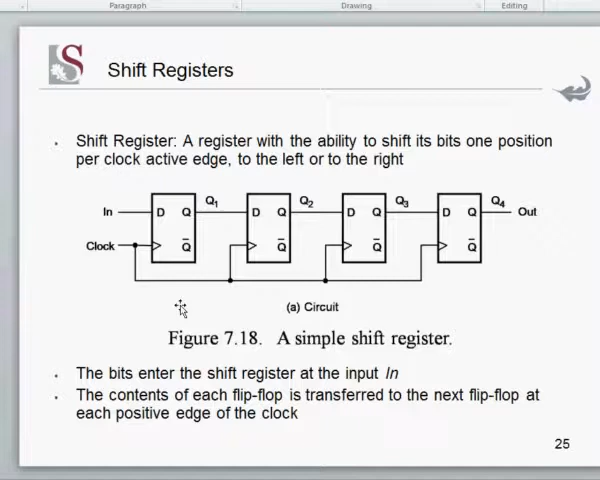 Paragraph Drawing Editing
S
Shift Registers
Shift Register: A register with the ability to shift its bits one position
per clock active edge, to the left or to the right
Q1 Q2 Q3 Q4
In D Q D Q D Q D Q Out
Clock Q̅ Q̅ Q̅ Q̅
(a) Circuit
Figure 7.18. A simple shift register.
The bits enter the shift register at the input In
The contents of each flip-flop is transferred to the next flip-flop at
each positive edge of the clock
25